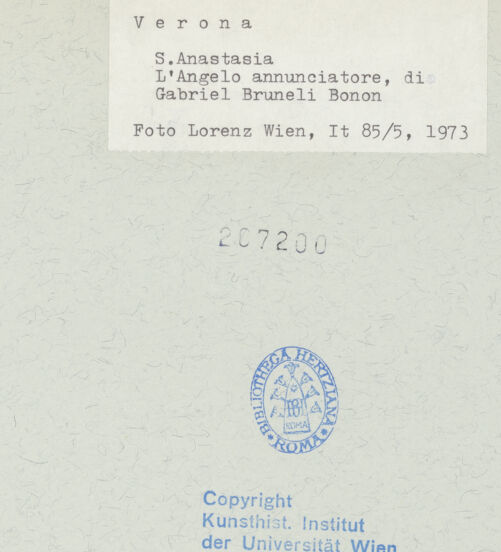 V e r o n a
S.Anastasia
L'Angelo annunciatore, di
Gabriel Bruneli Bonon
Foto Lorenz Wien, It 85/5, 1973
207200
BIBLIOTHECA HERTZIANA
*ROMA*
ROMA
Copyright
Kunsthist. Institut
der Universität Wien